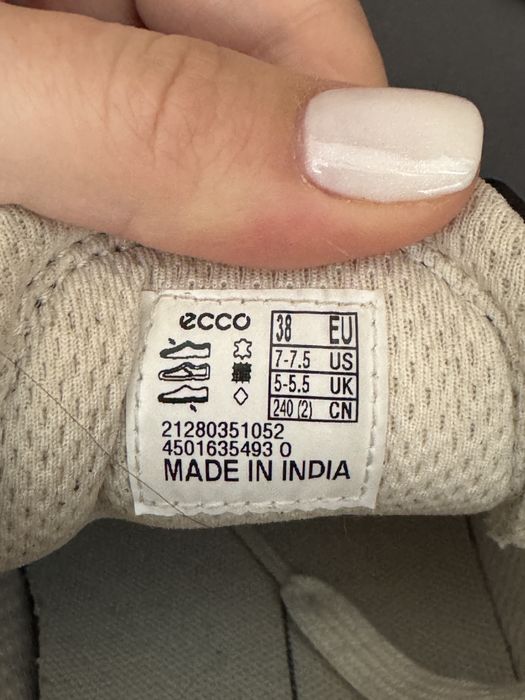 ecco
38 EU
7-7.5 US
5-5.5 UK
240 (2) CN
21280351052
4501635493 0
MADE IN INDIA